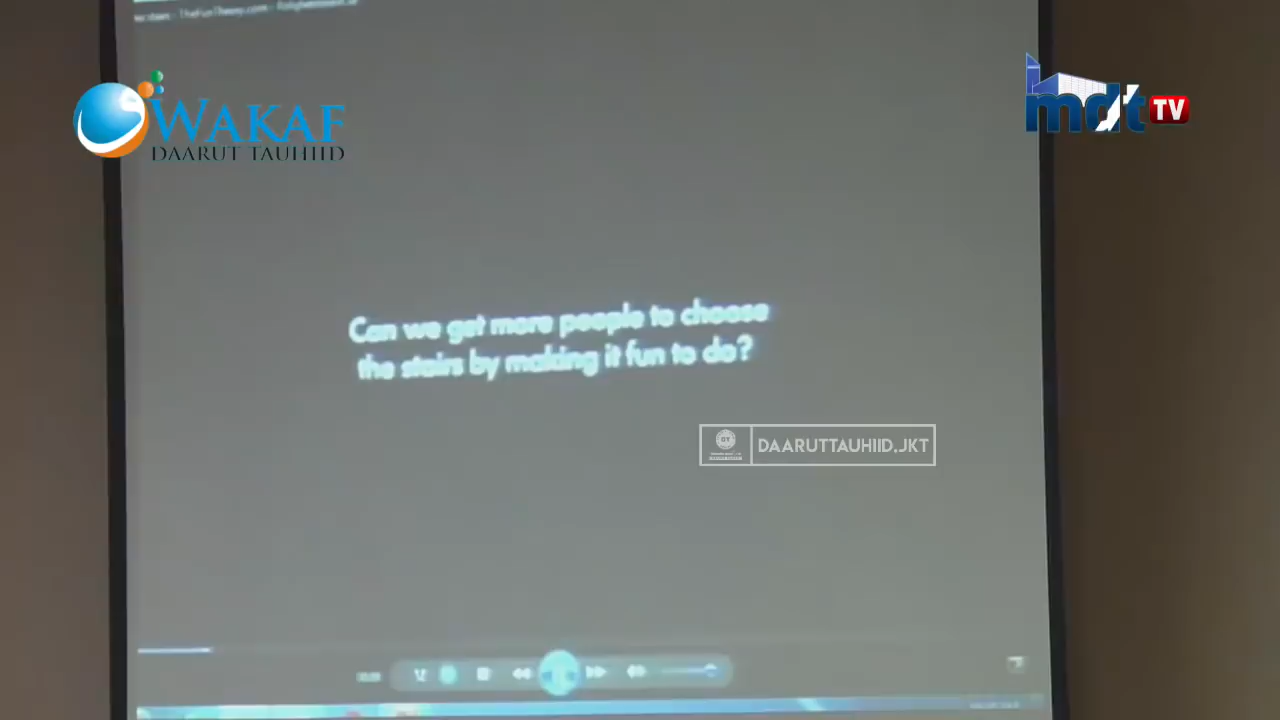 WAKAF
DAARUT TAUHIID
mdt TV
Can we get more people to choose
the stairs by making it fun to do?
DAARUTTAUHIID.JKT